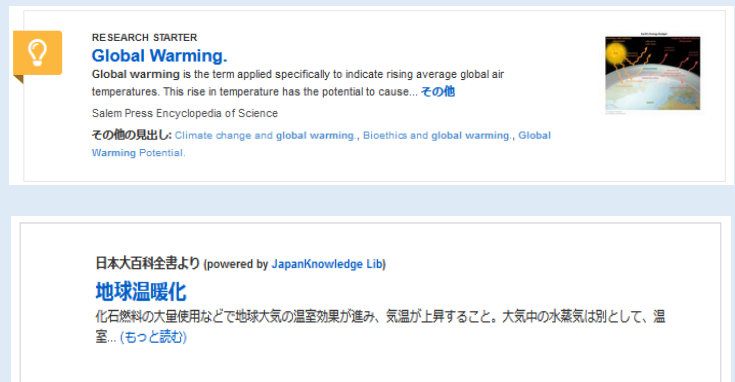 RESEARCH STARTER
Global Warming.
Global warming is the term applied specifically to indicate rising average global air
temperatures. This rise in temperature has the potential to cause... その他
Salem Press Encyclopedia of Science
その他の見出し: Climate change and global warming., Bioethics and global warming., Global
Warming Potential.
日本大百科全書より (powered by JapanKnowledge Lib)
地球温暖化
化石燃料の大量使用などで地球大気の温室効果が進み、気温が上昇すること。大気中の水蒸気は別として、温
室... (もっと読む)